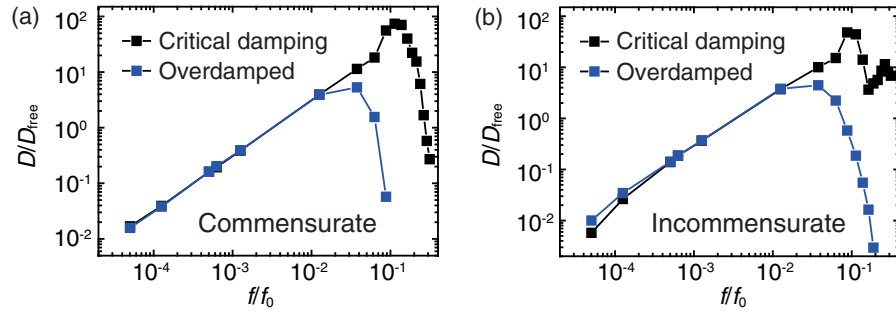 (a)
Critical damping
Overdamped
Commensurate
D/D_free
10^2
10^1
10^0
10^-1
10^-2
10^-4
10^-3
10^-2
10^-1
f/f_0
(b)
Critical damping
Overdamped
Incommensurate
D/D_free
10^2
10^1
10^0
10^-1
10^-2
10^-4
10^-3
10^-2
10^-1
f/f_0